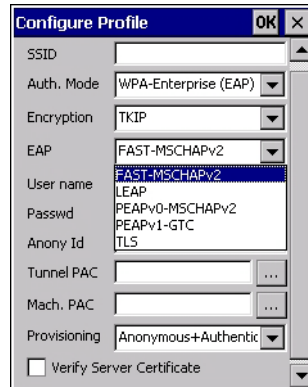 Configure Profile OK
SSID
Auth. Mode WPA-Enterprise (EAP)
Encryption TKIP
EAP FAST-MSCHAPv2
FAST-MSCHAPv2
LEAP
User name
PEAPv0-MSCHAPv2
Passwd
PEAPv1-GTC
Anony Id
TLS
Tunnel PAC ...
Mach. PAC ...
Provisioning Anonymous+Authentic
Verify Server Certificate